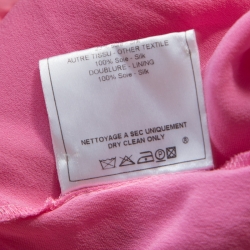 AUTRE TISSU - OTHER TEXTILE
100% Soie - Silk
DOUBLURE - LINING
100% Soie - Silk
NETTOYAGE A SEC UNIQUEMENT
DRY CLEAN ONLY